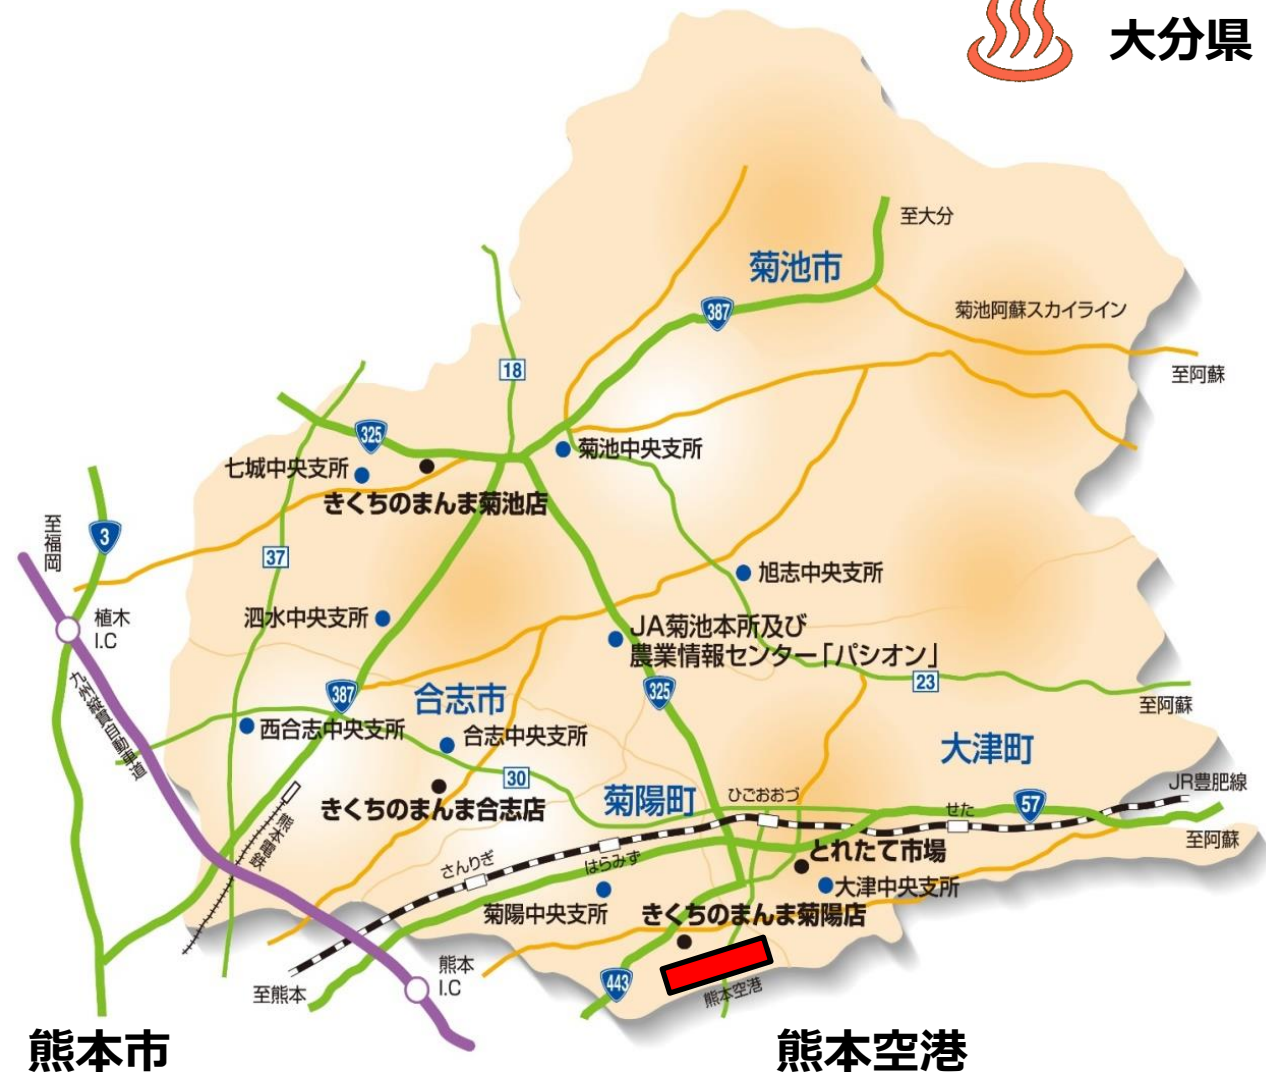 大分県
至大分
菊池市
387
菊池阿蘇スカイライン
至阿蘇
18
325
菊池中央支所
七城中央支所
きくちのまんま菊池店
至福岡
3
37
旭志中央支所
植木
I.C
泗水中央支所
JA菊池本所及び
農業情報センター「パシオン」
23
至阿蘇
九州縦貫自動車道
387
合志市
325
西合志中央支所
合志中央支所
大津町
30
菊陽町
ひごおおづ
JR豊肥線
きくちのまんま合志店
せた
57
至阿蘇
熊本電鉄
さんりぎ
はらみず
とれたて市場
大津中央支所
菊陽中央支所
きくちのまんま菊陽店
熊本
I.C
443
熊本空港
至熊本
熊本市
熊本空港